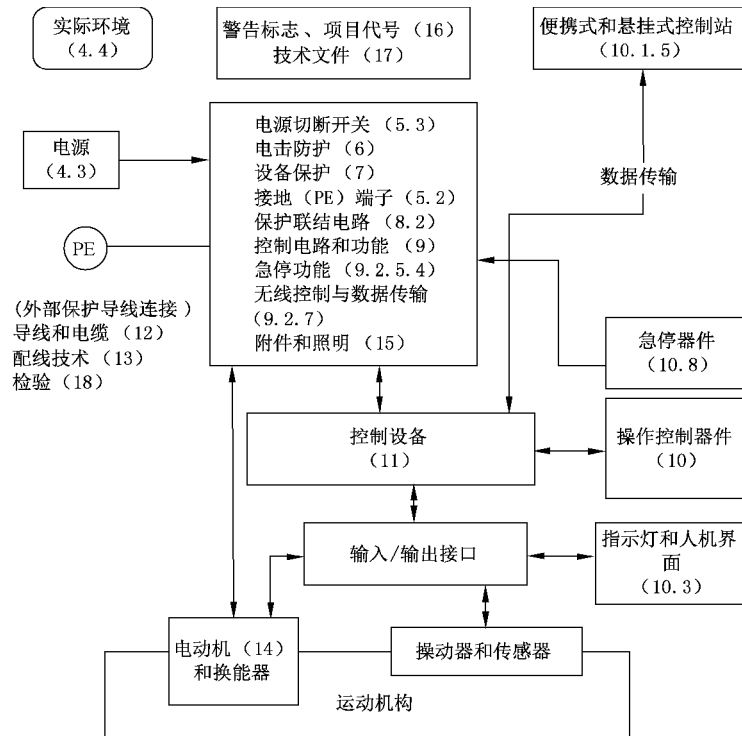 实际环境
(4.4)
警告标志、项目代号(16)
技术文件(17)
便携式和悬挂式控制站
(10.1.5)
电源
(4.3)
电源切断开关(5.3)
电击防护(6)
设备保护(7)
接地(PE)端子(5.2)
保护联结电路(8.2)
控制电路和功能(9)
急停功能(9.2.5.4)
无线控制与数据传输
(9.2.7)
附件和照明(15)
数据传输
PE
(外部保护导线连接)
导线和电缆(12)
配线技术(13)
检验(18)
急停器件
(10.8)
控制设备
(11)
操作控制器件
(10)
输入/输出接口
指示灯和人机界
面
(10.3)
电动机(14)
和换能器
操动器和传感器
运动机构